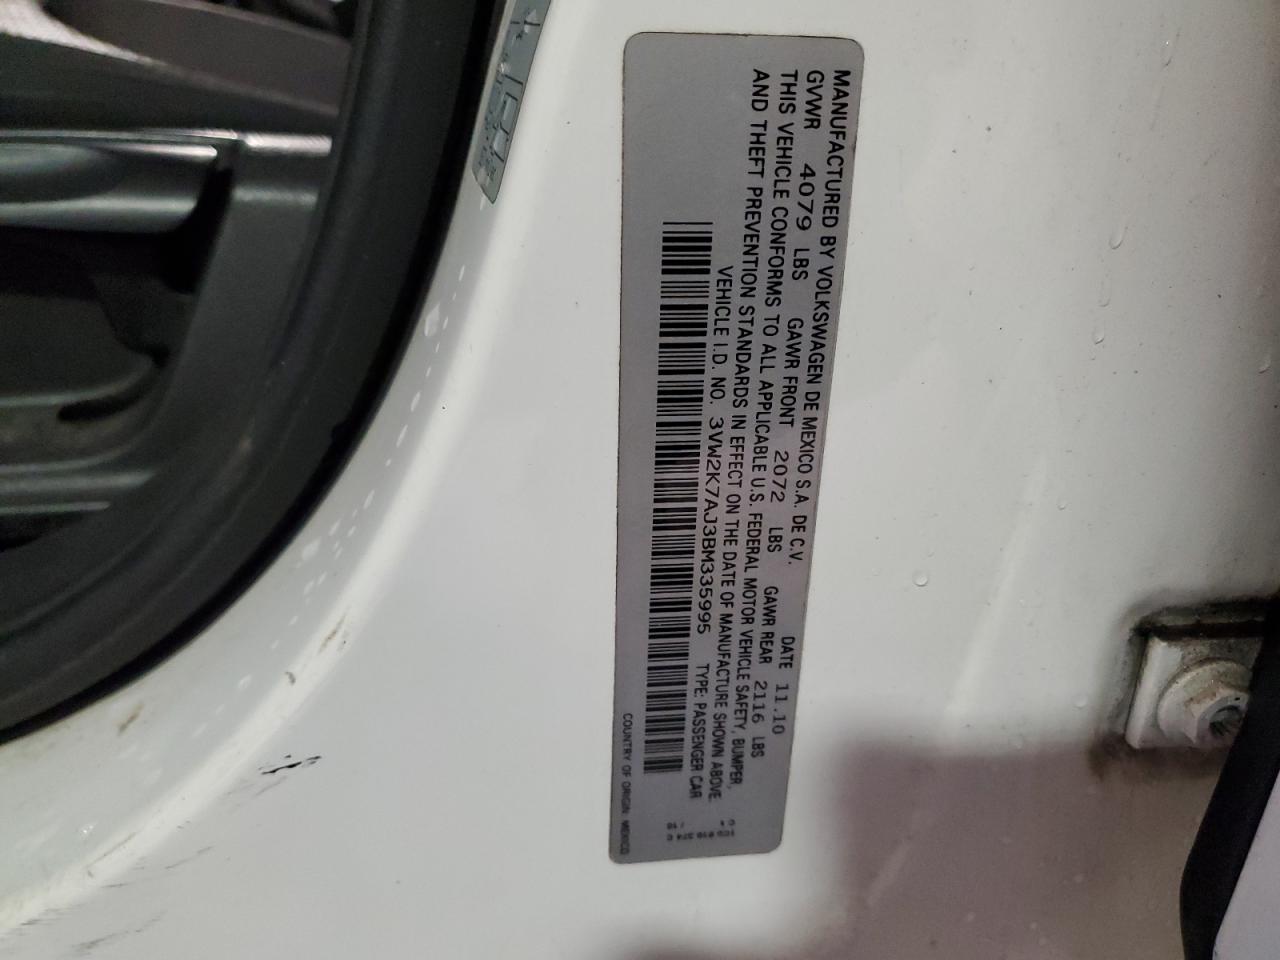 MANUFACTURED BY VOLKSWAGEN DE MEXICO S.A. DE C.V. DATE 11.10
GVWR 4079 LBS GAWR FRONT 2072 LBS GAWR REAR 2116 LBS
THIS VEHICLE CONFORMS TO ALL APPLICABLE U.S. FEDERAL MOTOR VEHICLE SAFETY, BUMPER,
AND THEFT PREVENTION STANDARDS IN EFFECT ON THE DATE OF MANUFACTURE SHOWN ABOVE.
VEHICLE I.D. NO. 3VW2K7AJ3BM335995 TYPE: PASSENGER CAR
COUNTRY OF ORIGIN: MEXICO